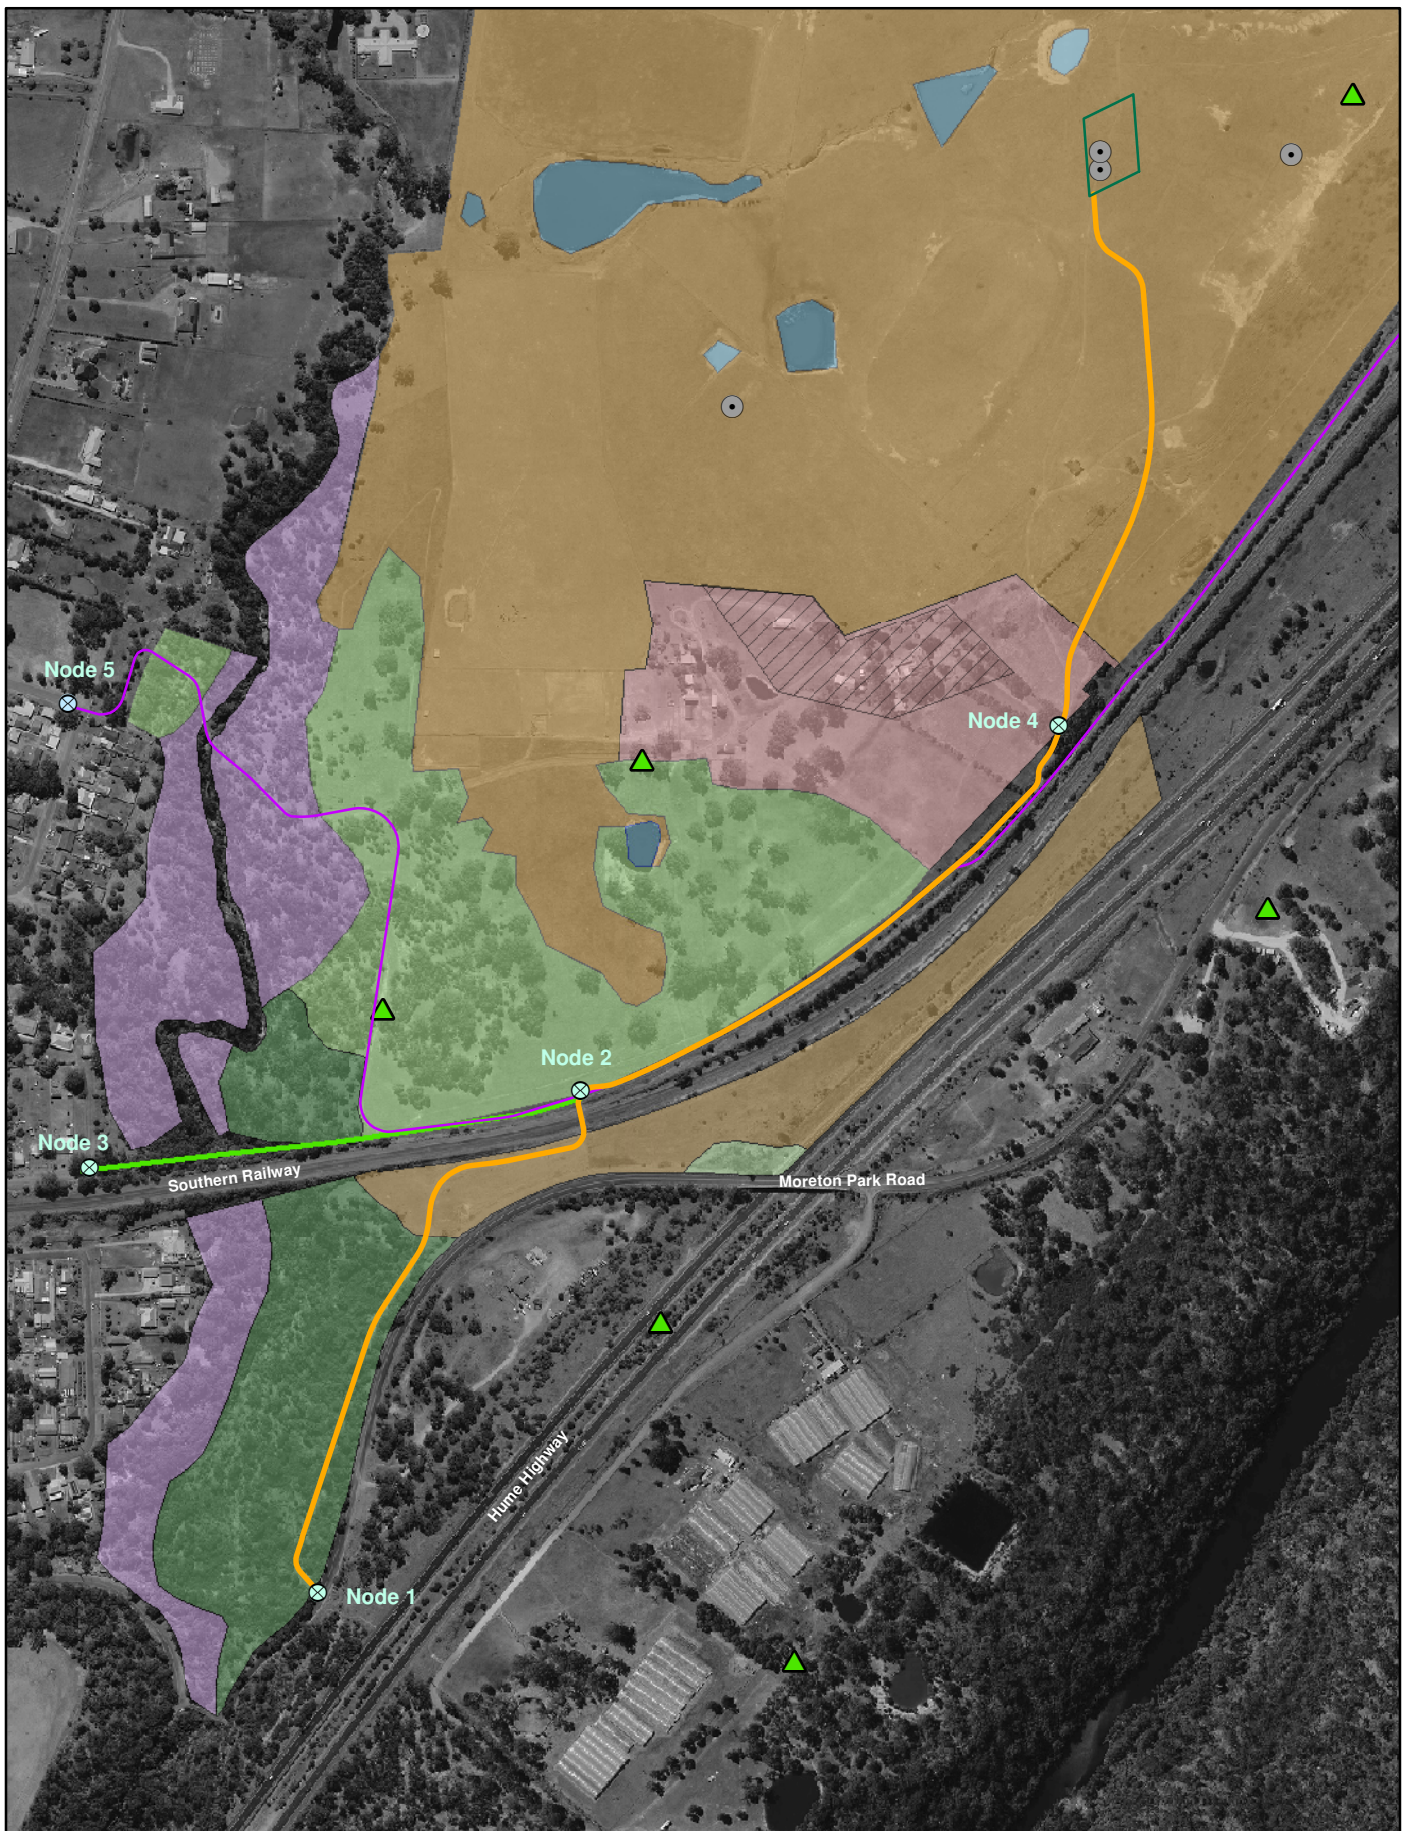 Node 5
Node 4
Node 2
Node 3
Southern Railway
Moreton Park Road
Hume Highway
Node 1